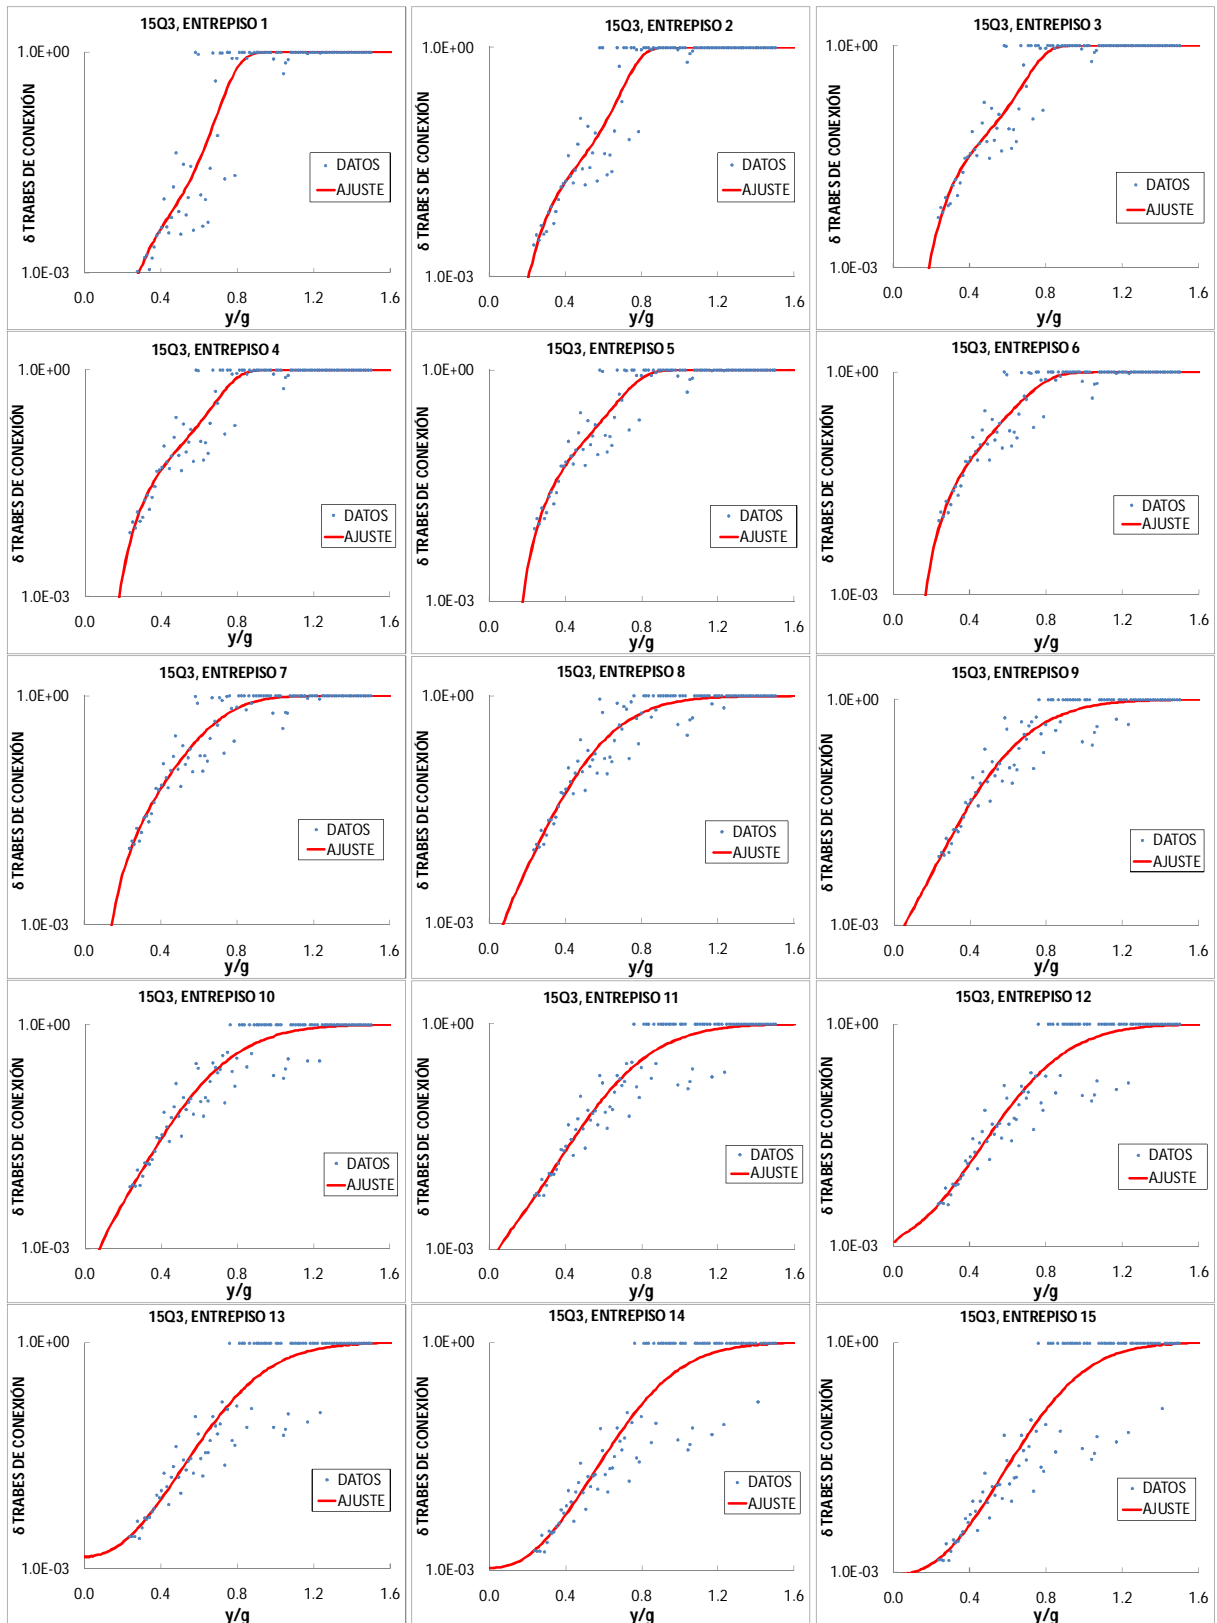 15Q3, ENTREPISO 1
1.0E+00
1.0E-03
0.0 0.4 0.8 1.2 1.6
y/g
δ TRABES DE CONEXIÓN
DATOS
AJUSTE
15Q3, ENTREPISO 2
1.0E+00
1.0E-03
0.0 0.4 0.8 1.2 1.6
y/g
δ TRABES DE CONEXIÓN
DATOS
AJUSTE
15Q3, ENTREPISO 3
1.0E+00
1.0E-03
0.0 0.4 0.8 1.2 1.6
y/g
δ TRABES DE CONEXIÓN
DATOS
AJUSTE
15Q3, ENTREPISO 4
1.0E+00
1.0E-03
0.0 0.4 0.8 1.2 1.6
y/g
δ TRABES DE CONEXIÓN
DATOS
AJUSTE
15Q3, ENTREPISO 5
1.0E+00
1.0E-03
0.0 0.4 0.8 1.2 1.6
y/g
δ TRABES DE CONEXIÓN
DATOS
AJUSTE
15Q3, ENTREPISO 6
1.0E+00
1.0E-03
0.0 0.4 0.8 1.2 1.6
y/g
δ TRABES DE CONEXIÓN
DATOS
AJUSTE
15Q3, ENTREPISO 7
1.0E+00
1.0E-03
0.0 0.4 0.8 1.2 1.6
y/g
δ TRABES DE CONEXIÓN
DATOS
AJUSTE
15Q3, ENTREPISO 8
1.0E+00
1.0E-03
0.0 0.4 0.8 1.2 1.6
y/g
δ TRABES DE CONEXIÓN
DATOS
AJUSTE
15Q3, ENTREPISO 9
1.0E+00
1.0E-03
0.0 0.4 0.8 1.2 1.6
y/g
δ TRABES DE CONEXIÓN
DATOS
AJUSTE
15Q3, ENTREPISO 10
1.0E+00
1.0E-03
0.0 0.4 0.8 1.2 1.6
y/g
δ TRABES DE CONEXIÓN
DATOS
AJUSTE
15Q3, ENTREPISO 11
1.0E+00
1.0E-03
0.0 0.4 0.8 1.2 1.6
y/g
δ TRABES DE CONEXIÓN
DATOS
AJUSTE
15Q3, ENTREPISO 12
1.0E+00
1.0E-03
0.0 0.4 0.8 1.2 1.6
y/g
δ TRABES DE CONEXIÓN
DATOS
AJUSTE
15Q3, ENTREPISO 13
1.0E+00
1.0E-03
0.0 0.4 0.8 1.2 1.6
y/g
δ TRABES DE CONEXIÓN
DATOS
AJUSTE
15Q3, ENTREPISO 14
1.0E+00
1.0E-03
0.0 0.4 0.8 1.2 1.6
y/g
δ TRABES DE CONEXIÓN
DATOS
AJUSTE
15Q3, ENTREPISO 15
1.0E+00
1.0E-03
0.0 0.4 0.8 1.2 1.6
y/g
δ TRABES DE CONEXIÓN
DATOS
AJUSTE